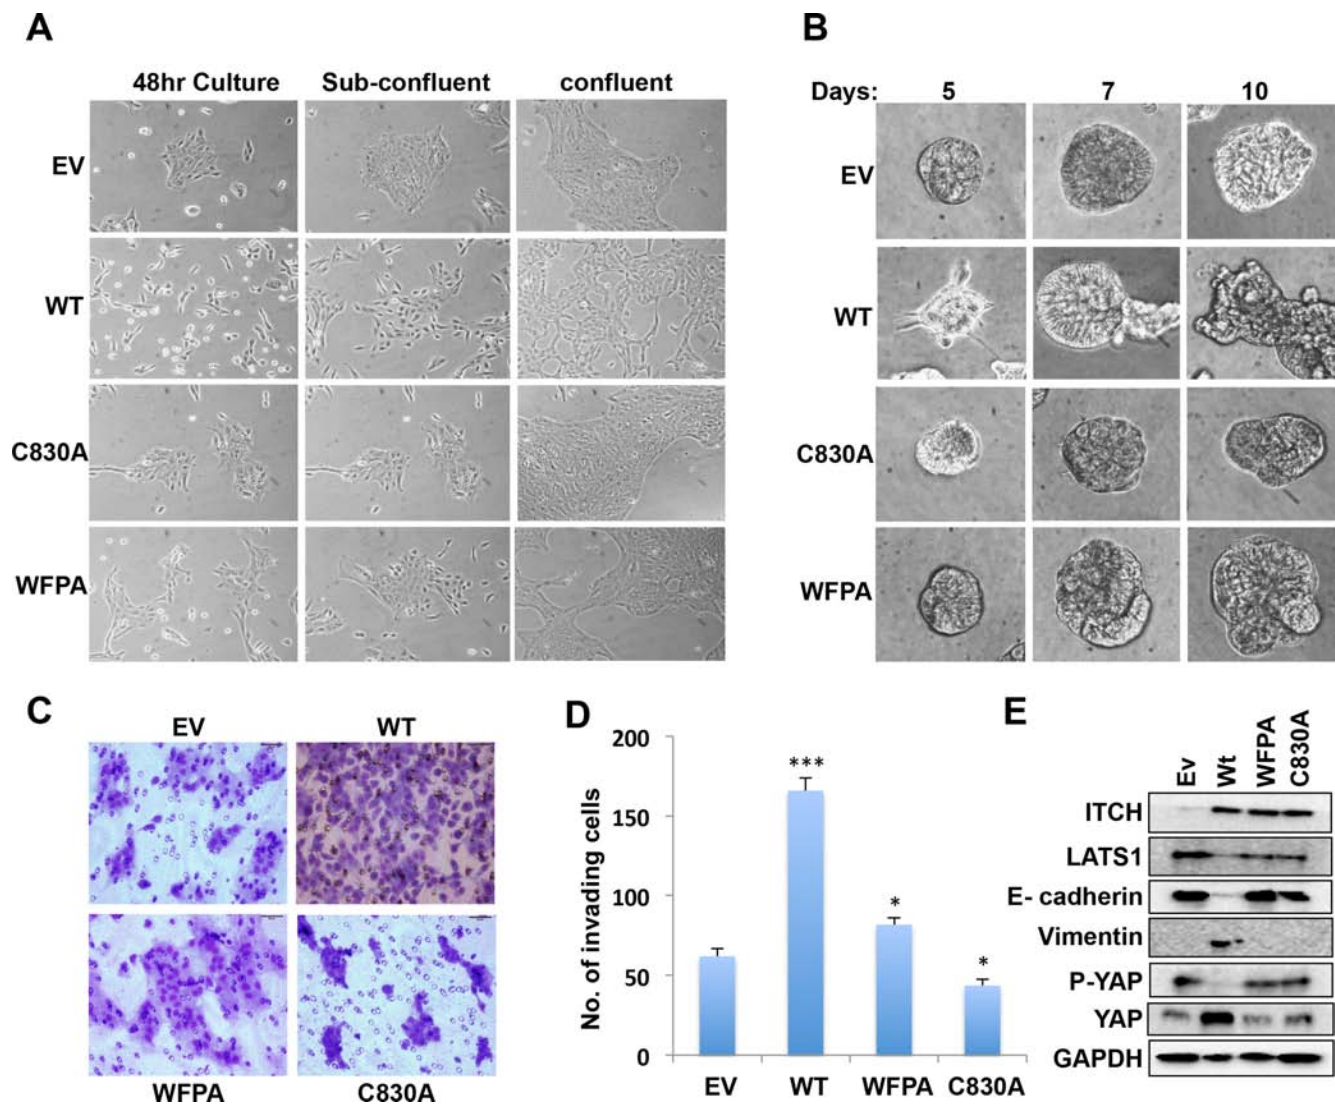 A
48hr Culture Sub-confluent confluent
EV
WT
C830A
WFPA
B
Days: 5 7 10
EV
WT
C830A
WFPA
C
EV WT
WFPA C830A
D
No. of invading cells
200
150
100
50
0
***
*
*
EV WT WFPA C830A
E
Ev Wt WFPA C830A
ITCH
LATS1
E- cadherin
Vimentin
P-YAP
YAP
GAPDH